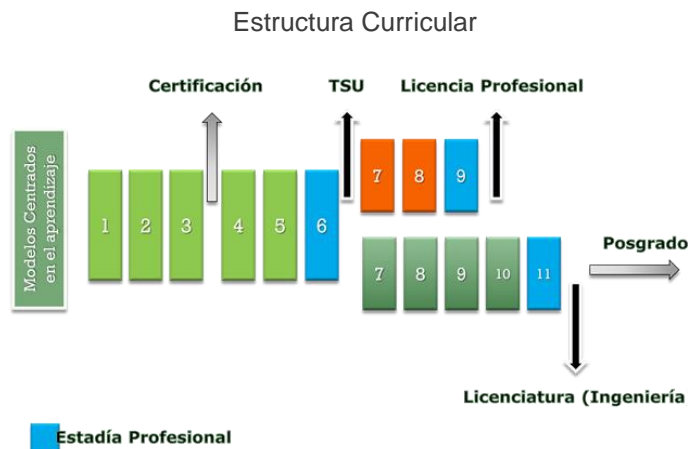 Estructura Curricular
Certificación TSU Licencia Profesional
Modelos Centrados
en el aprendizaje
1 2 3 4 5 6
7 8 9
7 8 9 10 11
Posgrado
Licenciatura (Ingeniería
Estadía Profesional